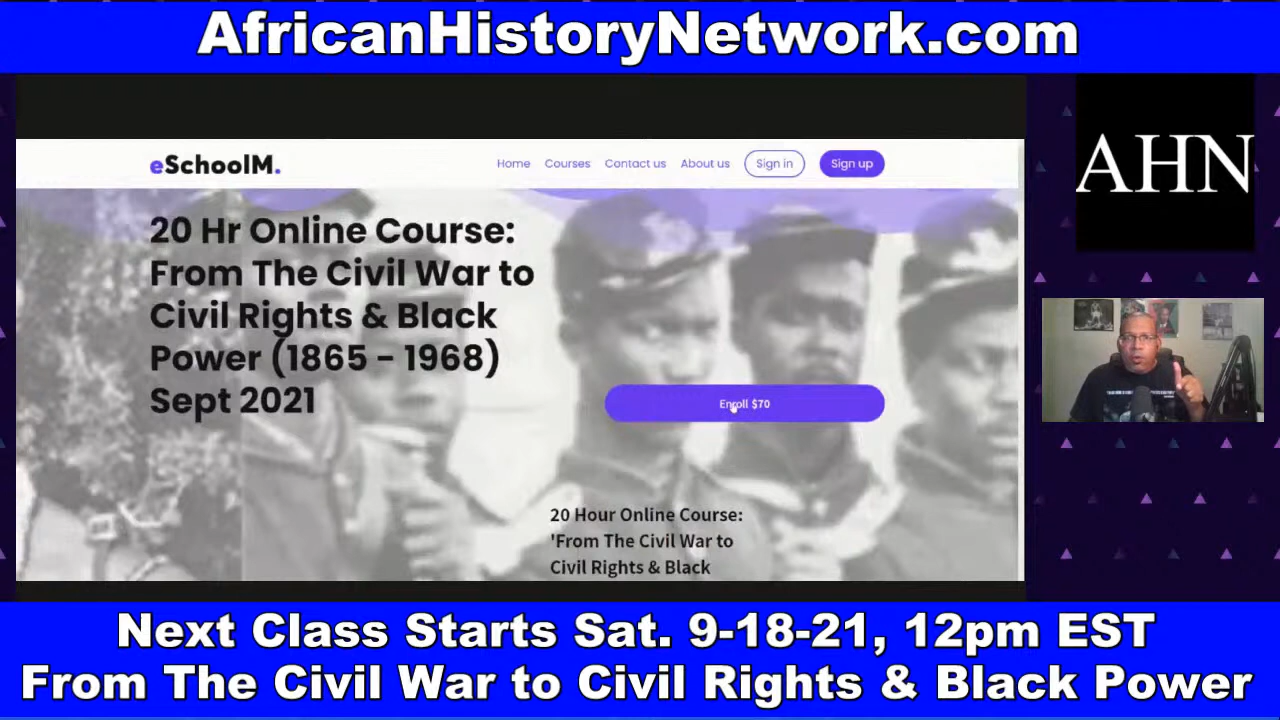 AfricanHistoryNetwork.com
eSchoolM.
Home Courses Contact us About us Sign in Sign up
AHN
20 Hr Online Course:
From The Civil War to
Civil Rights & Black
Power (1865 - 1968)
Sept 2021
Enroll $70
20 Hour Online Course:
'From The Civil War to
Civil Rights & Black
Next Class Starts Sat. 9-18-21, 12pm EST
From The Civil War to Civil Rights & Black Power